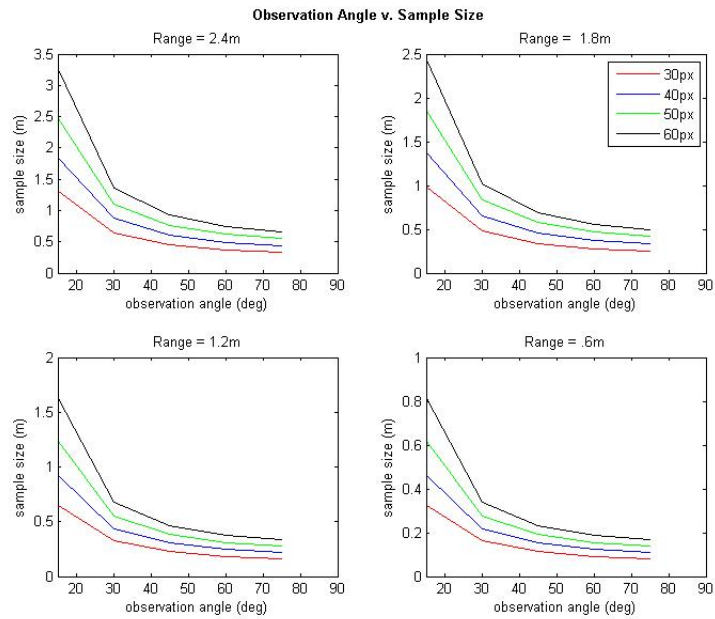 Observation Angle v. Sample Size
Range = 2.4m
3.5
3
2.5
2
1.5
1
0.5
0
sample size (m)
20 30 40 50 60 70 80 90
observation angle (deg)
Range = 1.8m
2.5
2
1.5
1
0.5
0
sample size (m)
30px
40px
50px
60px
20 30 40 50 60 70 80 90
observation angle (deg)
Range = 1.2m
2
1.5
1
0.5
0
sample size (m)
20 30 40 50 60 70 80 90
observation angle (deg)
Range = .6m
1
0.8
0.6
0.4
0.2
0
sample size (m)
20 30 40 50 60 70 80 90
observation angle (deg)